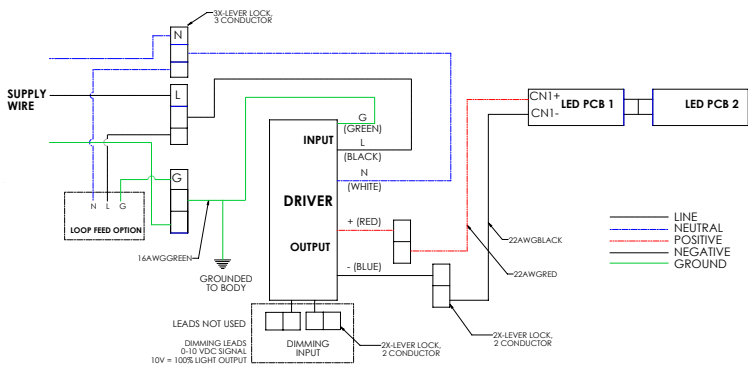 3X-LEVER LOCK,
3 CONDUCTOR
N
SUPPLY
WIRE
L
G
N L G
LOOP FEED OPTION
16AWGGREEN
GROUNDED
TO BODY
INPUT
DRIVER
OUTPUT
G
(GREEN)
L
(BLACK)
N
(WHITE)
+ (RED)
- (BLUE)
CN1+
CN1-
LED PCB 1
LED PCB 2
22AWGBLACK
22AWGRED
LINE
NEUTRAL
POSITIVE
NEGATIVE
GROUND
LEADS NOT USED
DIMMING LEADS
0-10 VDC SIGNAL
10V = 100% LIGHT OUTPUT
DIMMING
INPUT
2X-LEVER LOCK,
2 CONDUCTOR
2X-LEVER LOCK,
2 CONDUCTOR